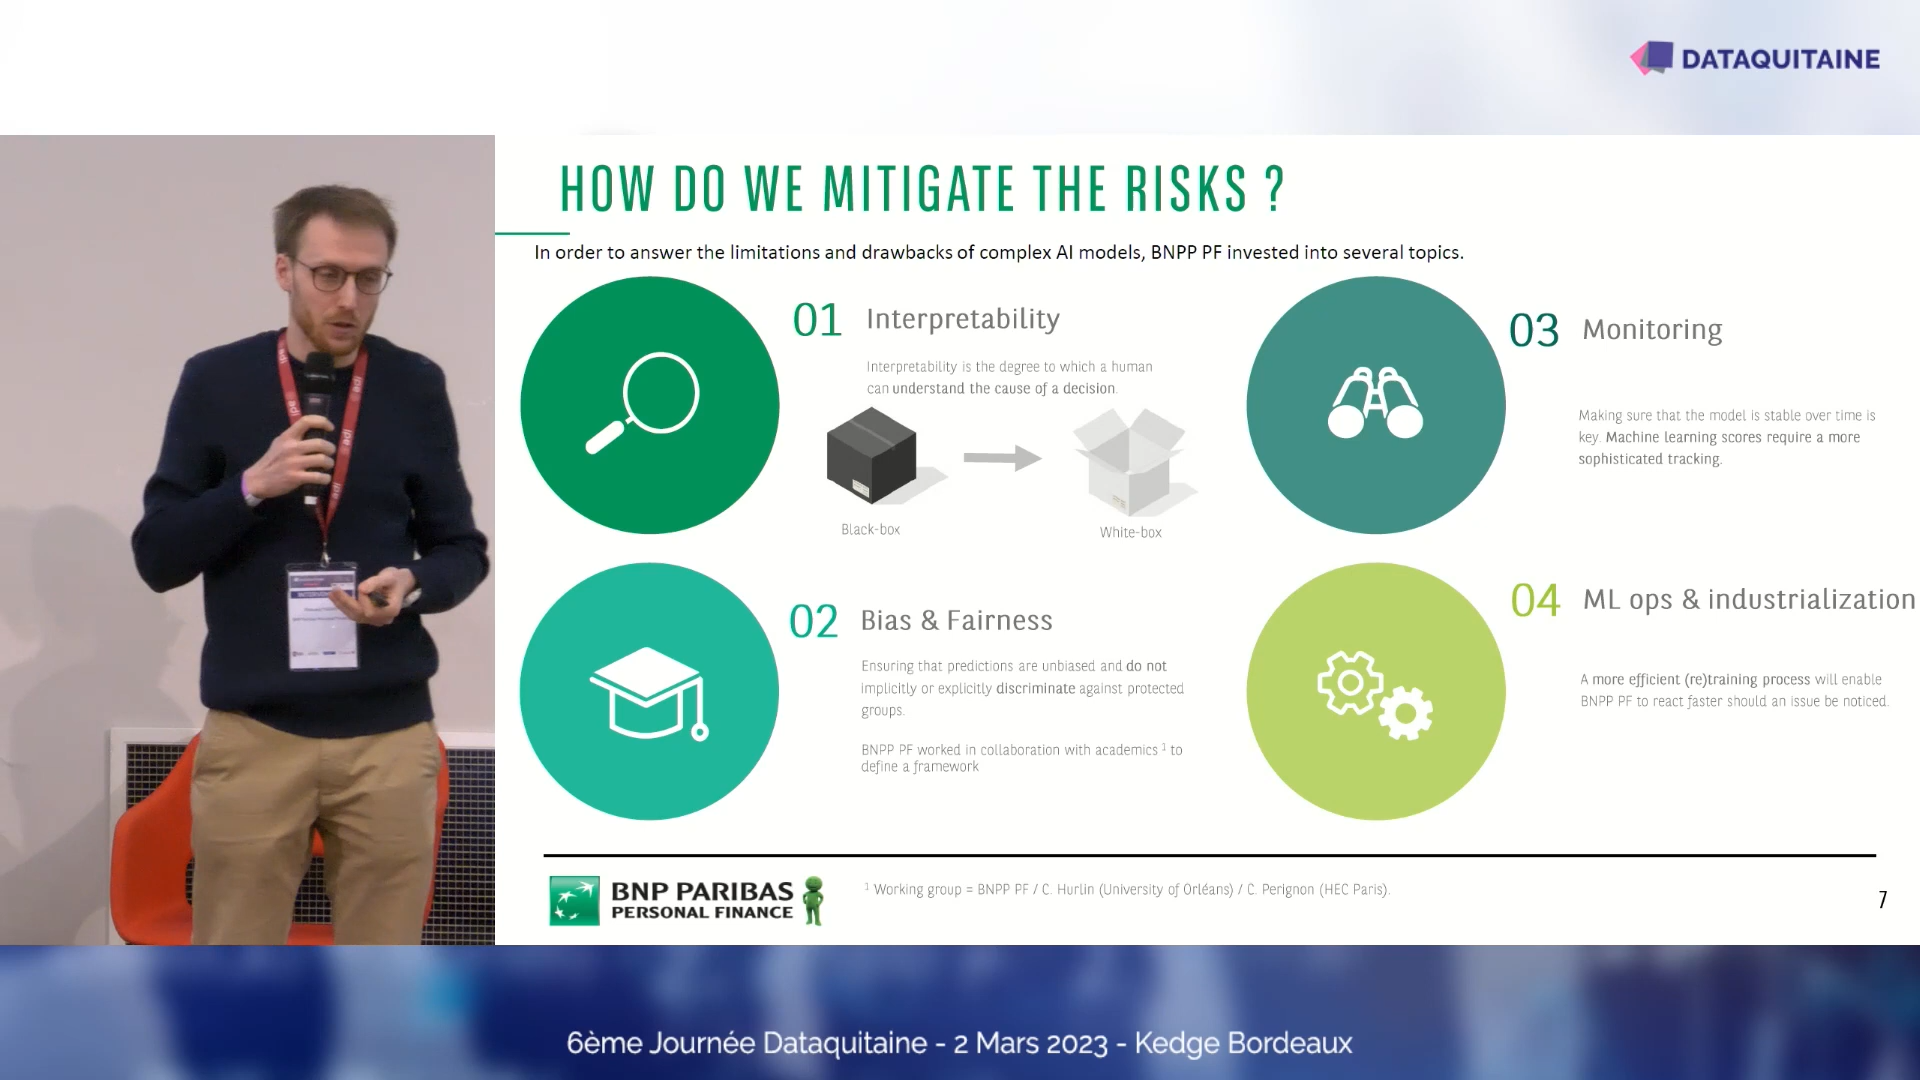 DATAQUITAINE
HOW DO WE MITIGATE THE RISKS ?
In order to answer the limitations and drawbacks of complex AI models, BNPP PF invested into several topics.
01 Interpretability
Interpretability is the degree to which a human
can understand the cause of a decision.
Black-box
White-box
02 Bias & Fairness
Ensuring that predictions are unbiased and do not
implicitly or explicitly discriminate against protected
groups.
BNPP PF worked in collaboration with academics ¹ to
define a framework
03 Monitoring
Making sure that the model is stable over time is
key. Machine learning scores require a more
sophisticated tracking.
04 ML ops & industrialization
A more efficient (re)training process will enable
BNPP PF to react faster should an issue be noticed.
BNP PARIBAS
PERSONAL FINANCE
¹ Working group = BNPP PF / C. Hurlin (University of Orléans) / C. Perignon (HEC Paris).
7
adi
adi
adi
6ème Journée Dataquitaine - 2 Mars 2023 - Kedge Bordeaux